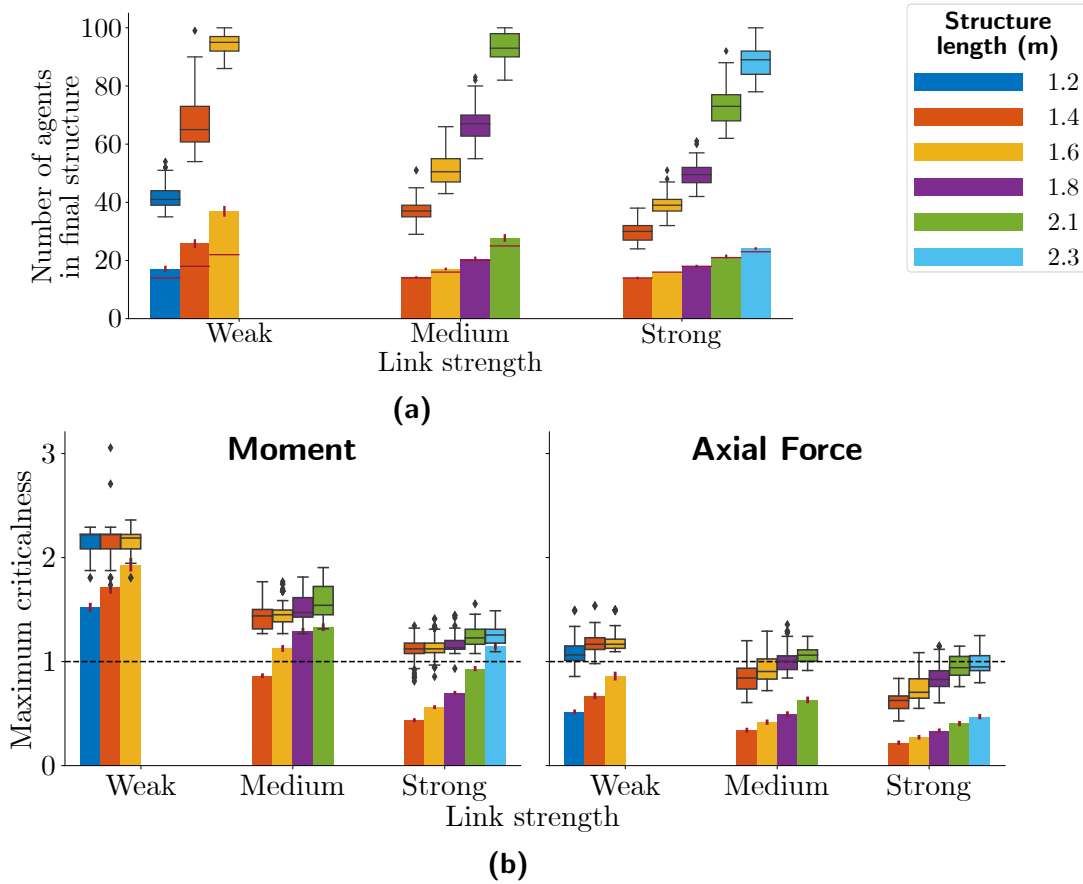 100
80
60
40
20
0
Number of agents
in final structure
Weak
Medium
Strong
Link strength
(a)
Structure
length (m)
1.2
1.4
1.6
1.8
2.1
2.3
Moment
Axial Force
3
2
1
0
Maximum criticalness
Weak
Medium
Strong
Weak
Medium
Strong
Link strength
(b)